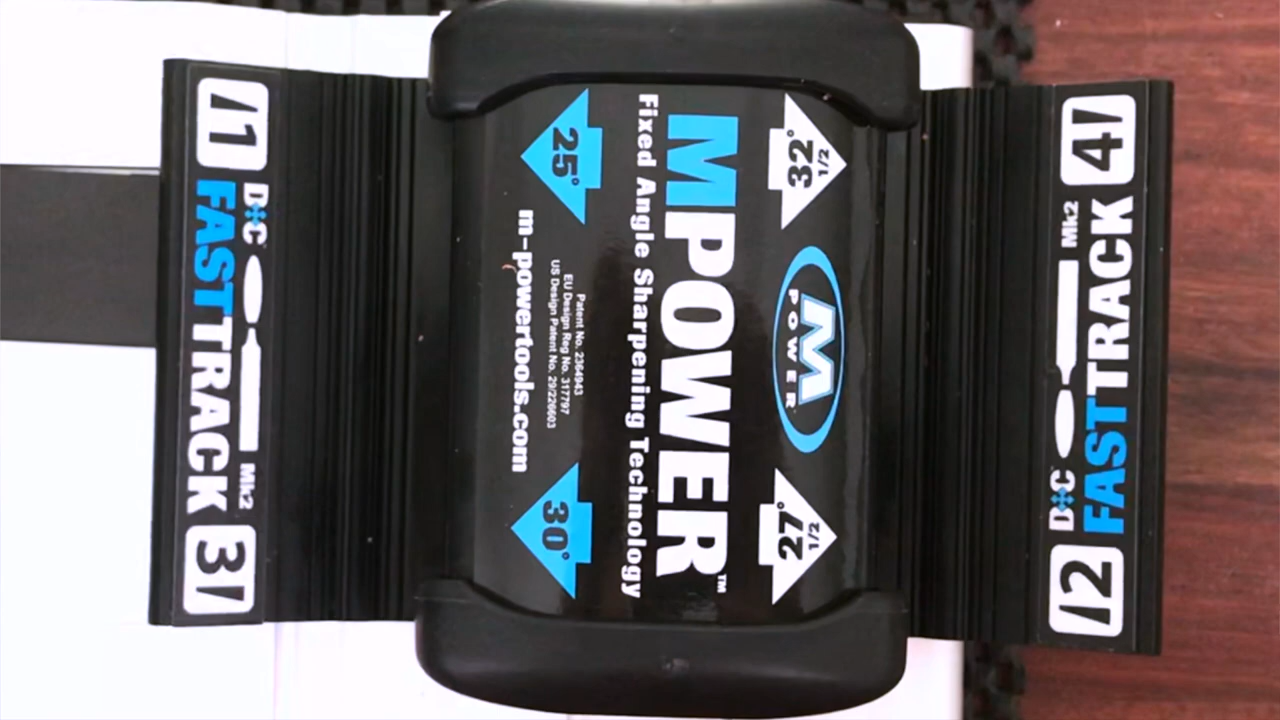 /1
D+C
Mk2
FASTTRACK
3/
25°
30°
m-powertools.com
US Design Patent No. 29/226603
EU Design Reg No. 317797
Patent No. 2364943
Fixed Angle Sharpening Technology
MPOWER™
32° 1/2
M
POWER
27° 1/2
4/
Mk2
D+C
FASTTRACK
/2